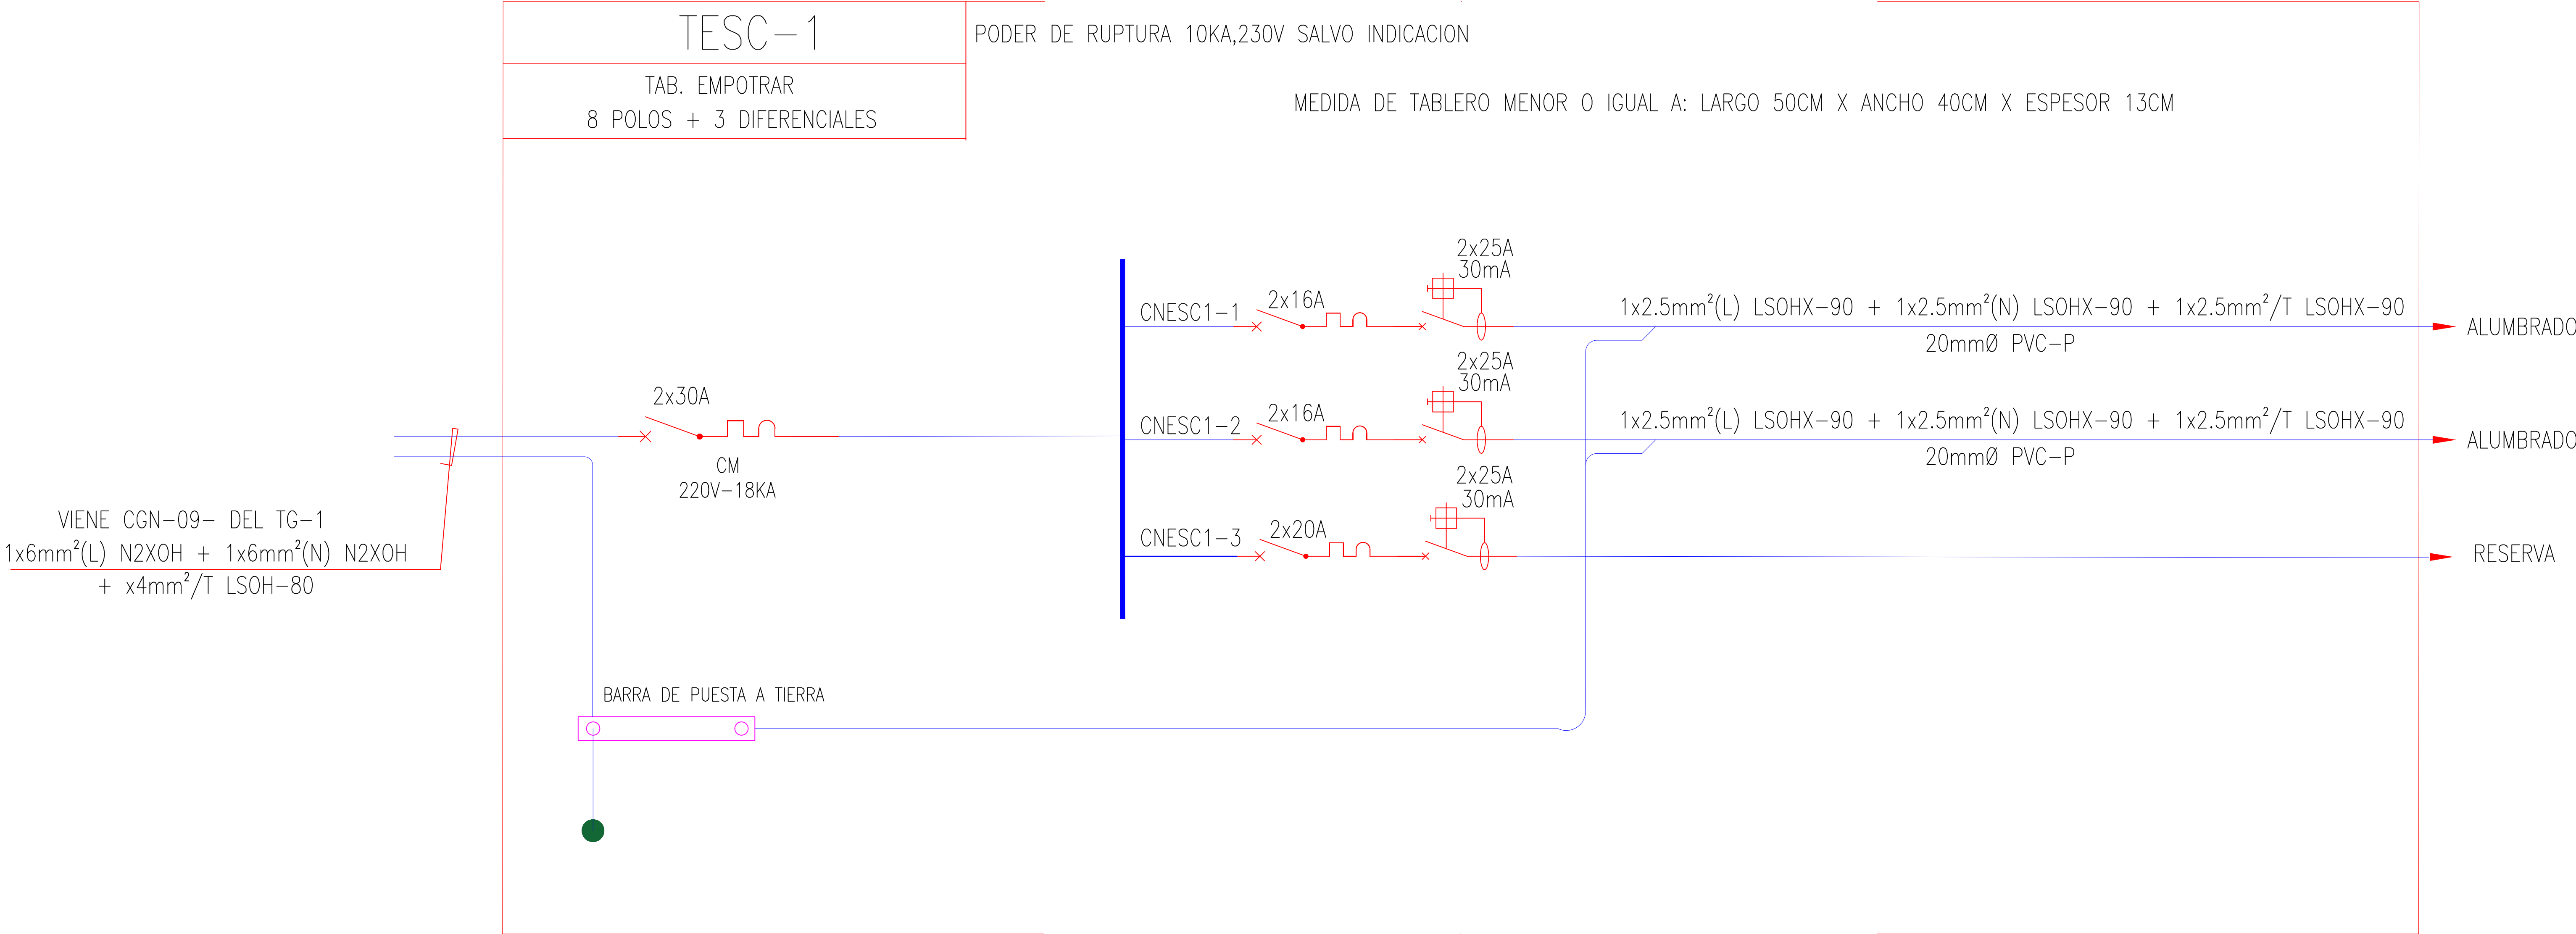 TESC-1
PODER DE RUPTURA 10KA,230V SALVO INDICACION
TAB. EMPOTRAR
8 POLOS + 3 DIFERENCIALES
MEDIDA DE TABLERO MENOR O IGUAL A: LARGO 50CM X ANCHO 40CM X ESPESOR 13CM
2x25A
30mA
CNESC1-1
2x16A
1x2.5mm²(L) LSOHX-90 + 1x2.5mm²(N) LSOHX-90 + 1x2.5mm²/T LSOHX-90
20mmØ PVC-P
ALUMBRADO
2x25A
30mA
CNESC1-2
2x16A
1x2.5mm²(L) LSOHX-90 + 1x2.5mm²(N) LSOHX-90 + 1x2.5mm²/T LSOHX-90
20mmØ PVC-P
ALUMBRADO
2x30A
CM
220V-18KA
2x25A
30mA
CNESC1-3
2x20A
RESERVA
VIENE CGN-09- DEL TG-1
1x6mm²(L) N2XOH + 1x6mm²(N) N2XOH
+ x4mm²/T LSOH-80
BARRA DE PUESTA A TIERRA